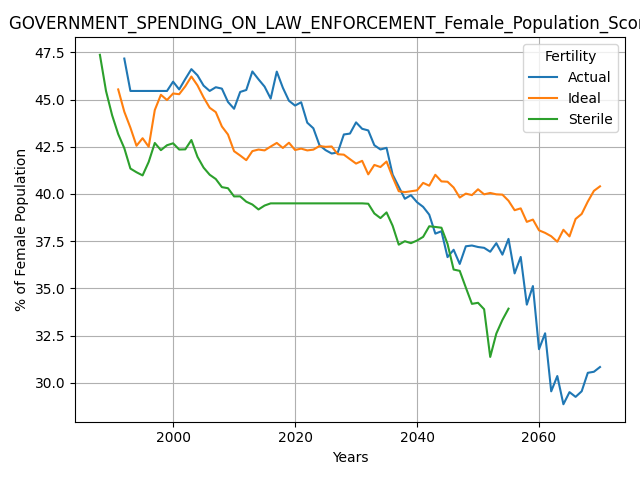 GOVERNMENT_SPENDING_ON_LAW_ENFORCEMENT_Female_Population_Scor
Fertility
Actual
Ideal
Sterile
% of Female Population
47.5
45.0
42.5
40.0
37.5
35.0
32.5
30.0
2000 2020 2040 2060
Years